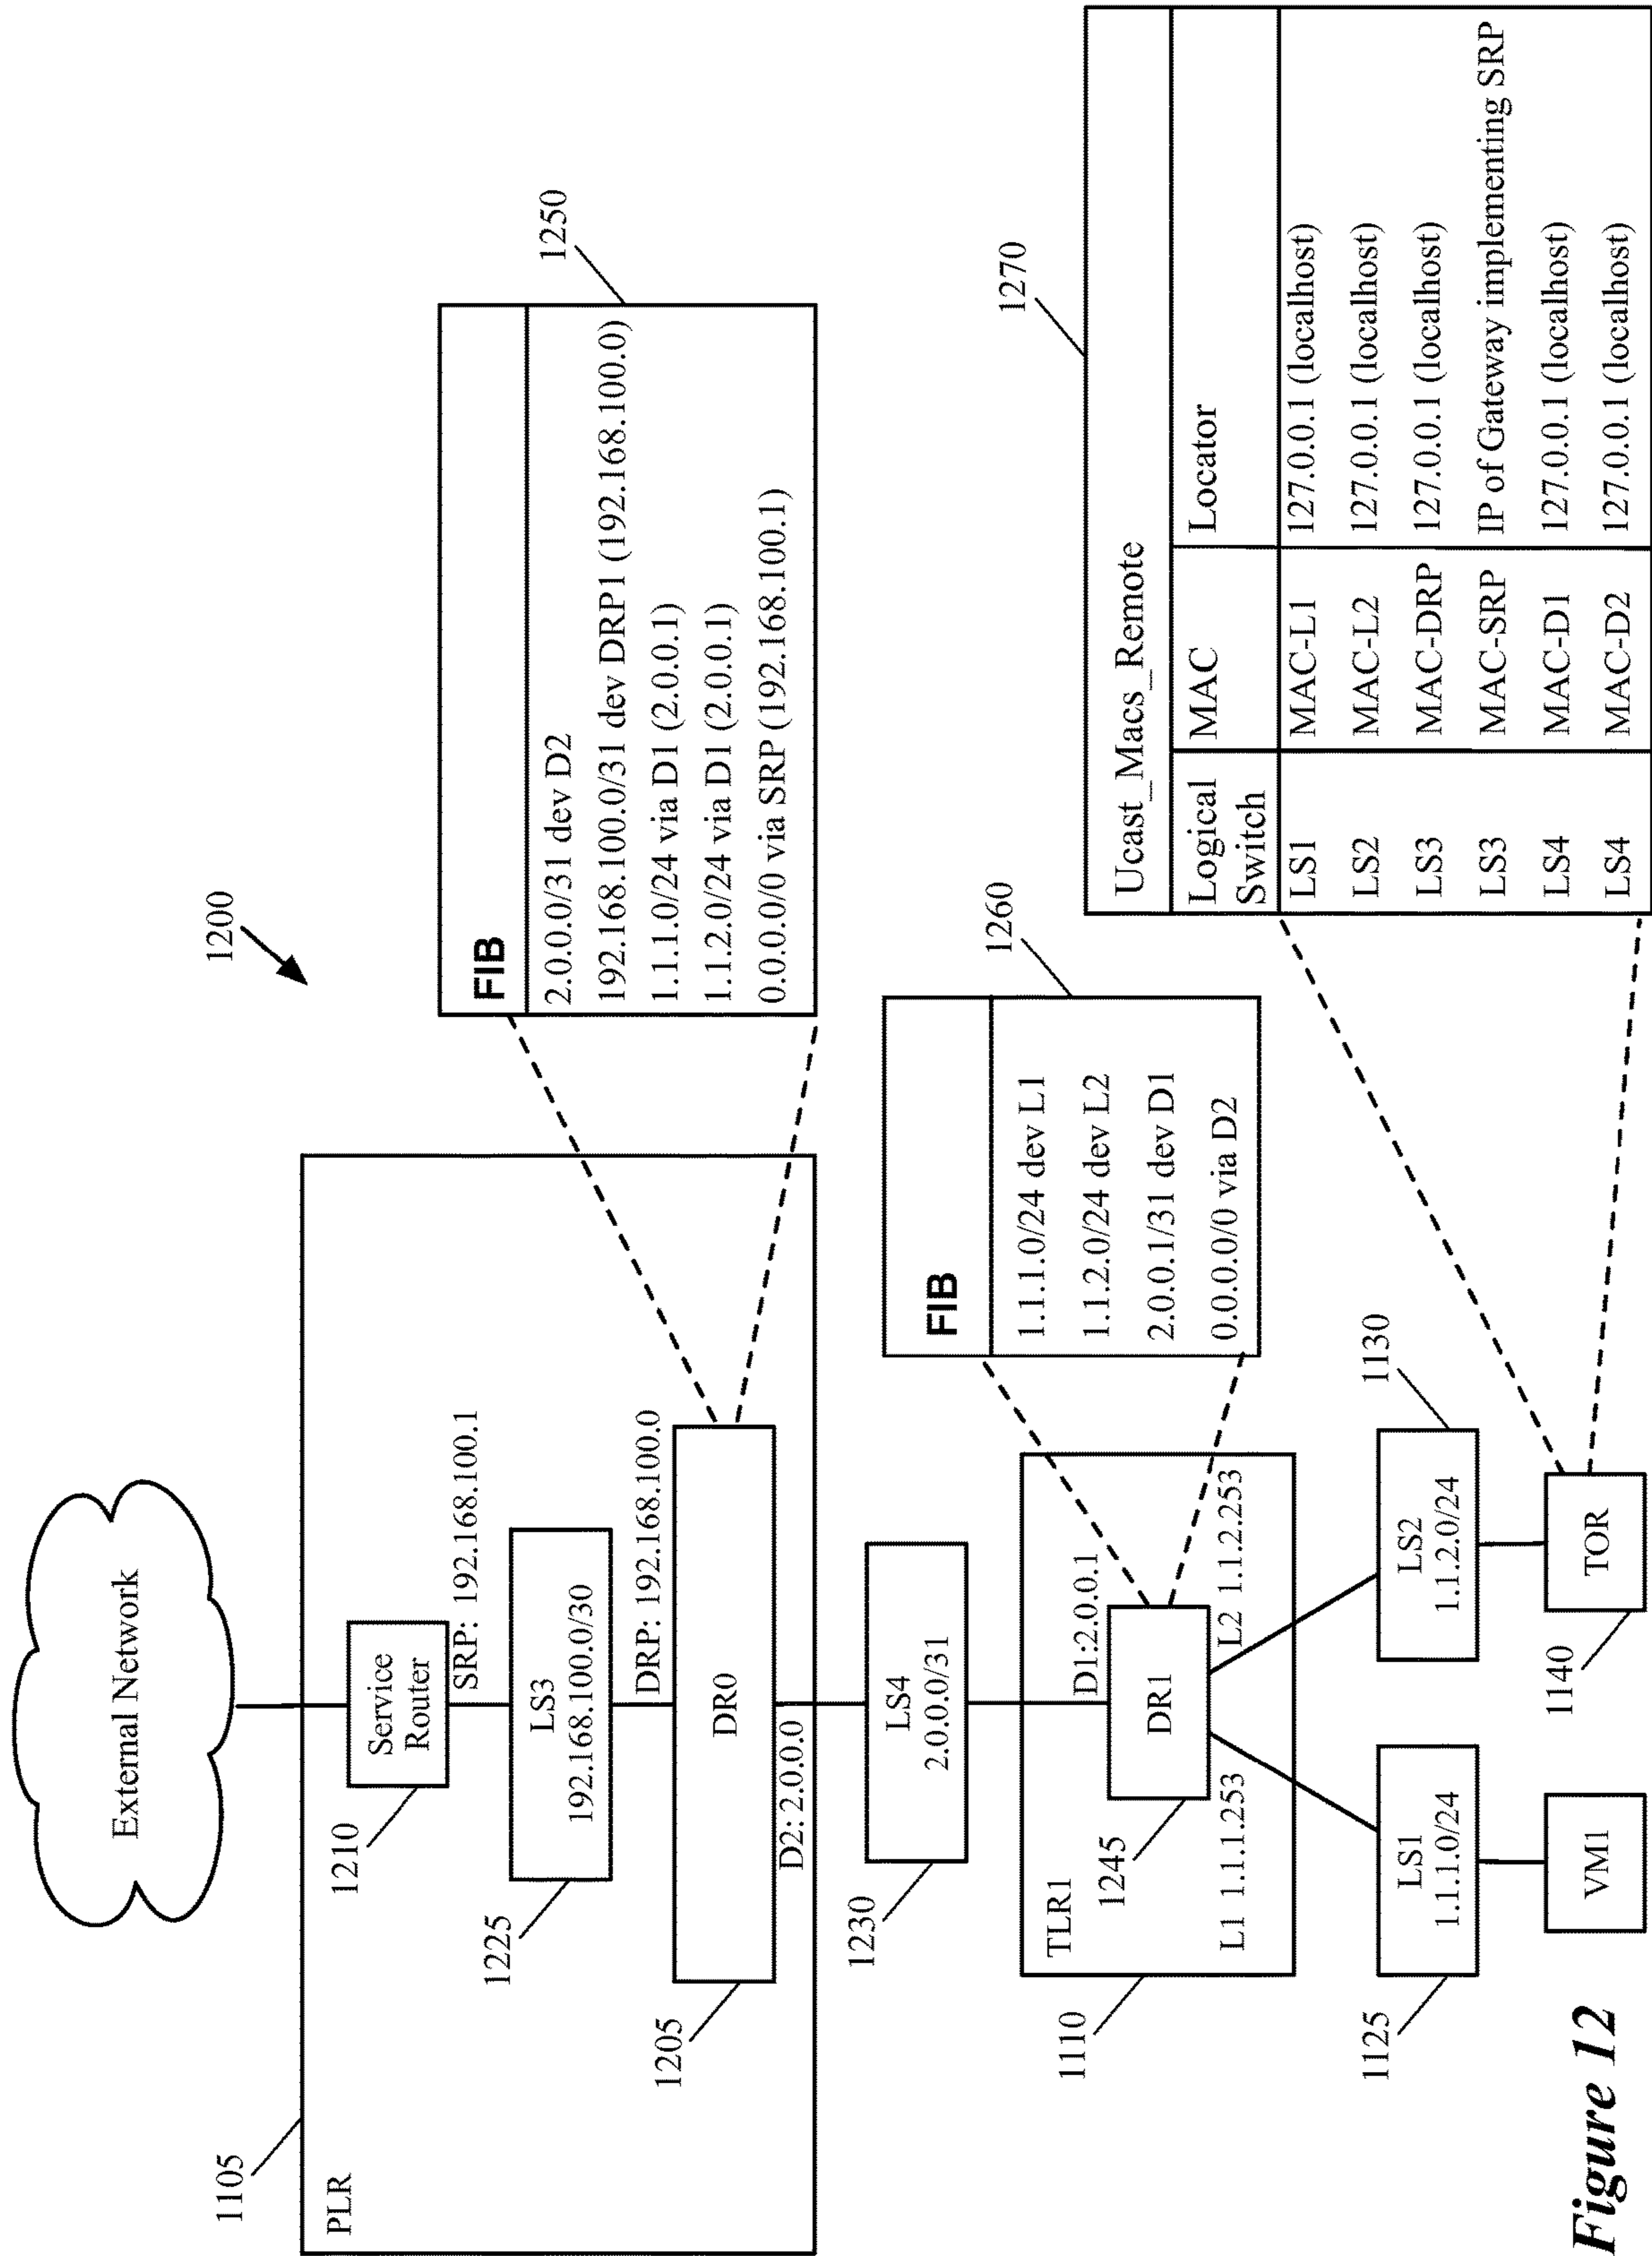 1200
External Network
1105
PLR
1210
Service
Router
SRP: 192.168.100.1
1225
LS3
192.168.100.0/30
DRP: 192.168.100.0
1205
DR0
D2: 2.0.0.0
FIB
1250
2.0.0.0/31 dev D2
192.168.100.0/31 dev DRP1 (192.168.100.0)
1.1.1.0/24 via D1 (2.0.0.1)
1.1.2.0/24 via D1 (2.0.0.1)
0.0.0.0/0 via SRP (192.168.100.1)
1230
LS4
2.0.0.0/31
1110
TLR1
D1:2.0.0.1
1245
DR1
L1 1.1.1.253
L2 1.1.2.253
FIB
1260
1.1.1.0/24 dev L1
1.1.2.0/24 dev L2
2.0.0.1/31 dev D1
0.0.0.0/0 via D2
1125
LS1
1.1.1.0/24
1130
LS2
1.1.2.0/24
VM1
1140
TOR
1270
Ucast_Macs_Remote
Logical Switch MAC Locator
LS1 MAC-L1 127.0.0.1 (localhost)
LS2 MAC-L2 127.0.0.1 (localhost)
LS3 MAC-DRP 127.0.0.1 (localhost)
LS3 MAC-SRP IP of Gateway implementing SRP
LS4 MAC-D1 127.0.0.1 (localhost)
LS4 MAC-D2 127.0.0.1 (localhost)
Figure 12